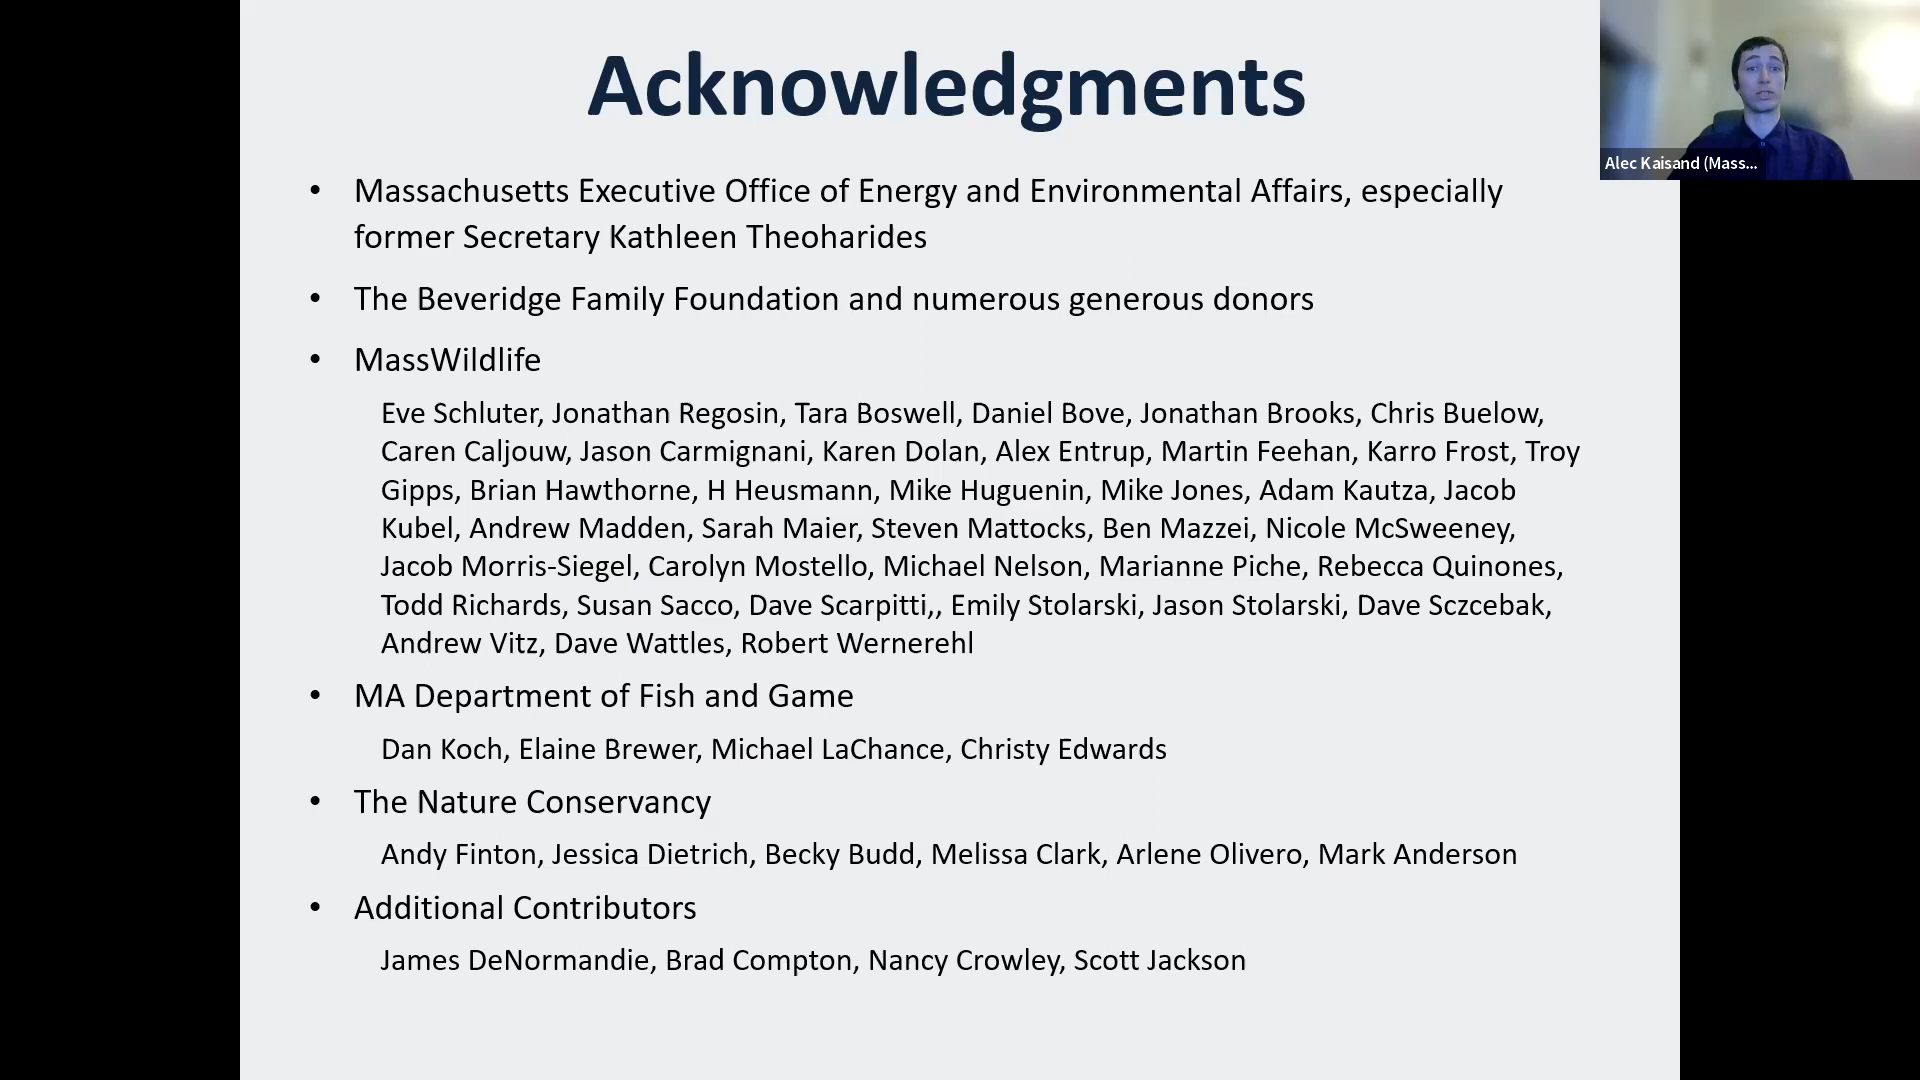 Acknowledgments
Alec Kaisand (Mass...
• Massachusetts Executive Office of Energy and Environmental Affairs, especially
former Secretary Kathleen Theoharides
• The Beveridge Family Foundation and numerous generous donors
• MassWildlife
Eve Schluter, Jonathan Regosin, Tara Boswell, Daniel Bove, Jonathan Brooks, Chris Buelow,
Caren Caljouw, Jason Carmignani, Karen Dolan, Alex Entrup, Martin Feehan, Karro Frost, Troy
Gipps, Brian Hawthorne, H Heusmann, Mike Huguenin, Mike Jones, Adam Kautza, Jacob
Kubel, Andrew Madden, Sarah Maier, Steven Mattocks, Ben Mazzei, Nicole McSweeney,
Jacob Morris-Siegel, Carolyn Mostello, Michael Nelson, Marianne Piche, Rebecca Quinones,
Todd Richards, Susan Sacco, Dave Scarpitti,, Emily Stolarski, Jason Stolarski, Dave Sczcebak,
Andrew Vitz, Dave Wattles, Robert Wernerehl
• MA Department of Fish and Game
Dan Koch, Elaine Brewer, Michael LaChance, Christy Edwards
• The Nature Conservancy
Andy Finton, Jessica Dietrich, Becky Budd, Melissa Clark, Arlene Olivero, Mark Anderson
• Additional Contributors
James DeNormandie, Brad Compton, Nancy Crowley, Scott Jackson